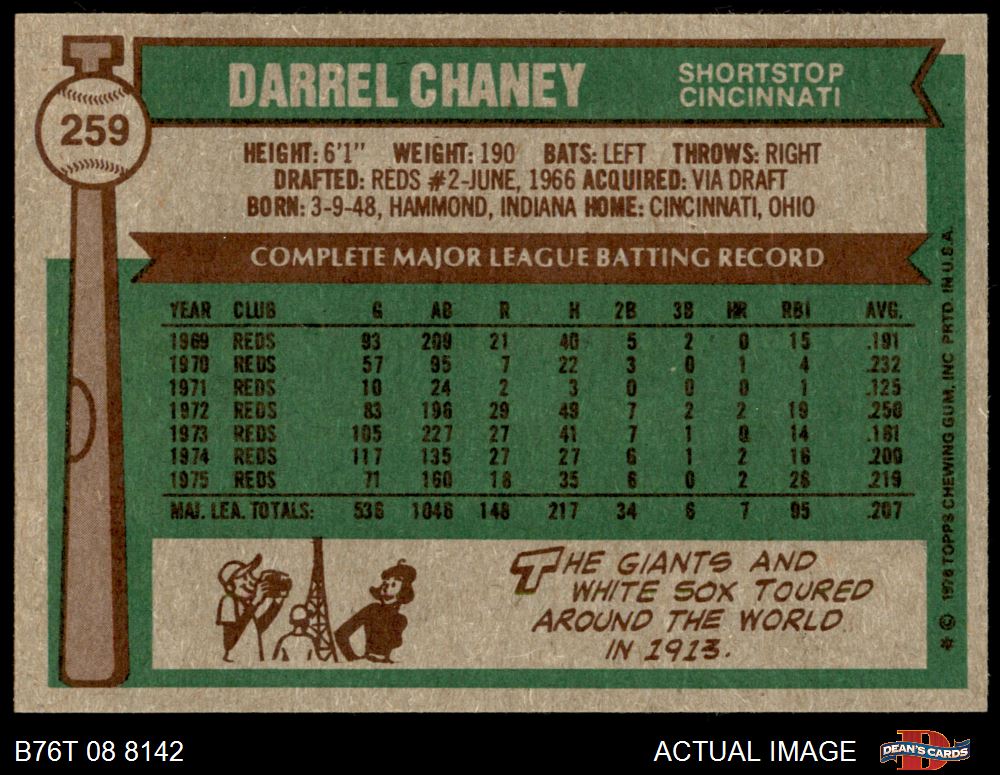 259
DARREL CHANEY
SHORTSTOP
CINCINNATI
HEIGHT: 6'1" WEIGHT: 190 BATS: LEFT THROWS: RIGHT
DRAFTED: REDS #2-JUNE, 1966 ACQUIRED: VIA DRAFT
BORN: 3-9-48, HAMMOND, INDIANA HOME: CINCINNATI, OHIO
COMPLETE MAJOR LEAGUE BATTING RECORD
YEAR CLUB G AB R H 2B 3B HR RBI AVG.
1969 REDS 93 209 21 40 5 2 0 15 .191
1970 REDS 57 95 7 22 3 0 1 4 .232
1971 REDS 10 24 2 3 0 0 0 1 .125
1972 REDS 83 196 29 49 7 2 2 19 .250
1973 REDS 105 227 27 41 7 1 0 14 .181
1974 REDS 117 135 27 27 6 1 2 16 .200
1975 REDS 71 160 18 35 6 0 2 26 .219
MAJ. LEA. TOTALS: 536 1046 148 217 34 6 7 95 .207
THE GIANTS AND
WHITE SOX TOURED
AROUND THE WORLD
IN 1913.
* © 1976 TOPPS CHEWING GUM, INC PRTD. IN U.S.A.
B76T 08 8142
ACTUAL IMAGE
D
DEAN'S CARDS